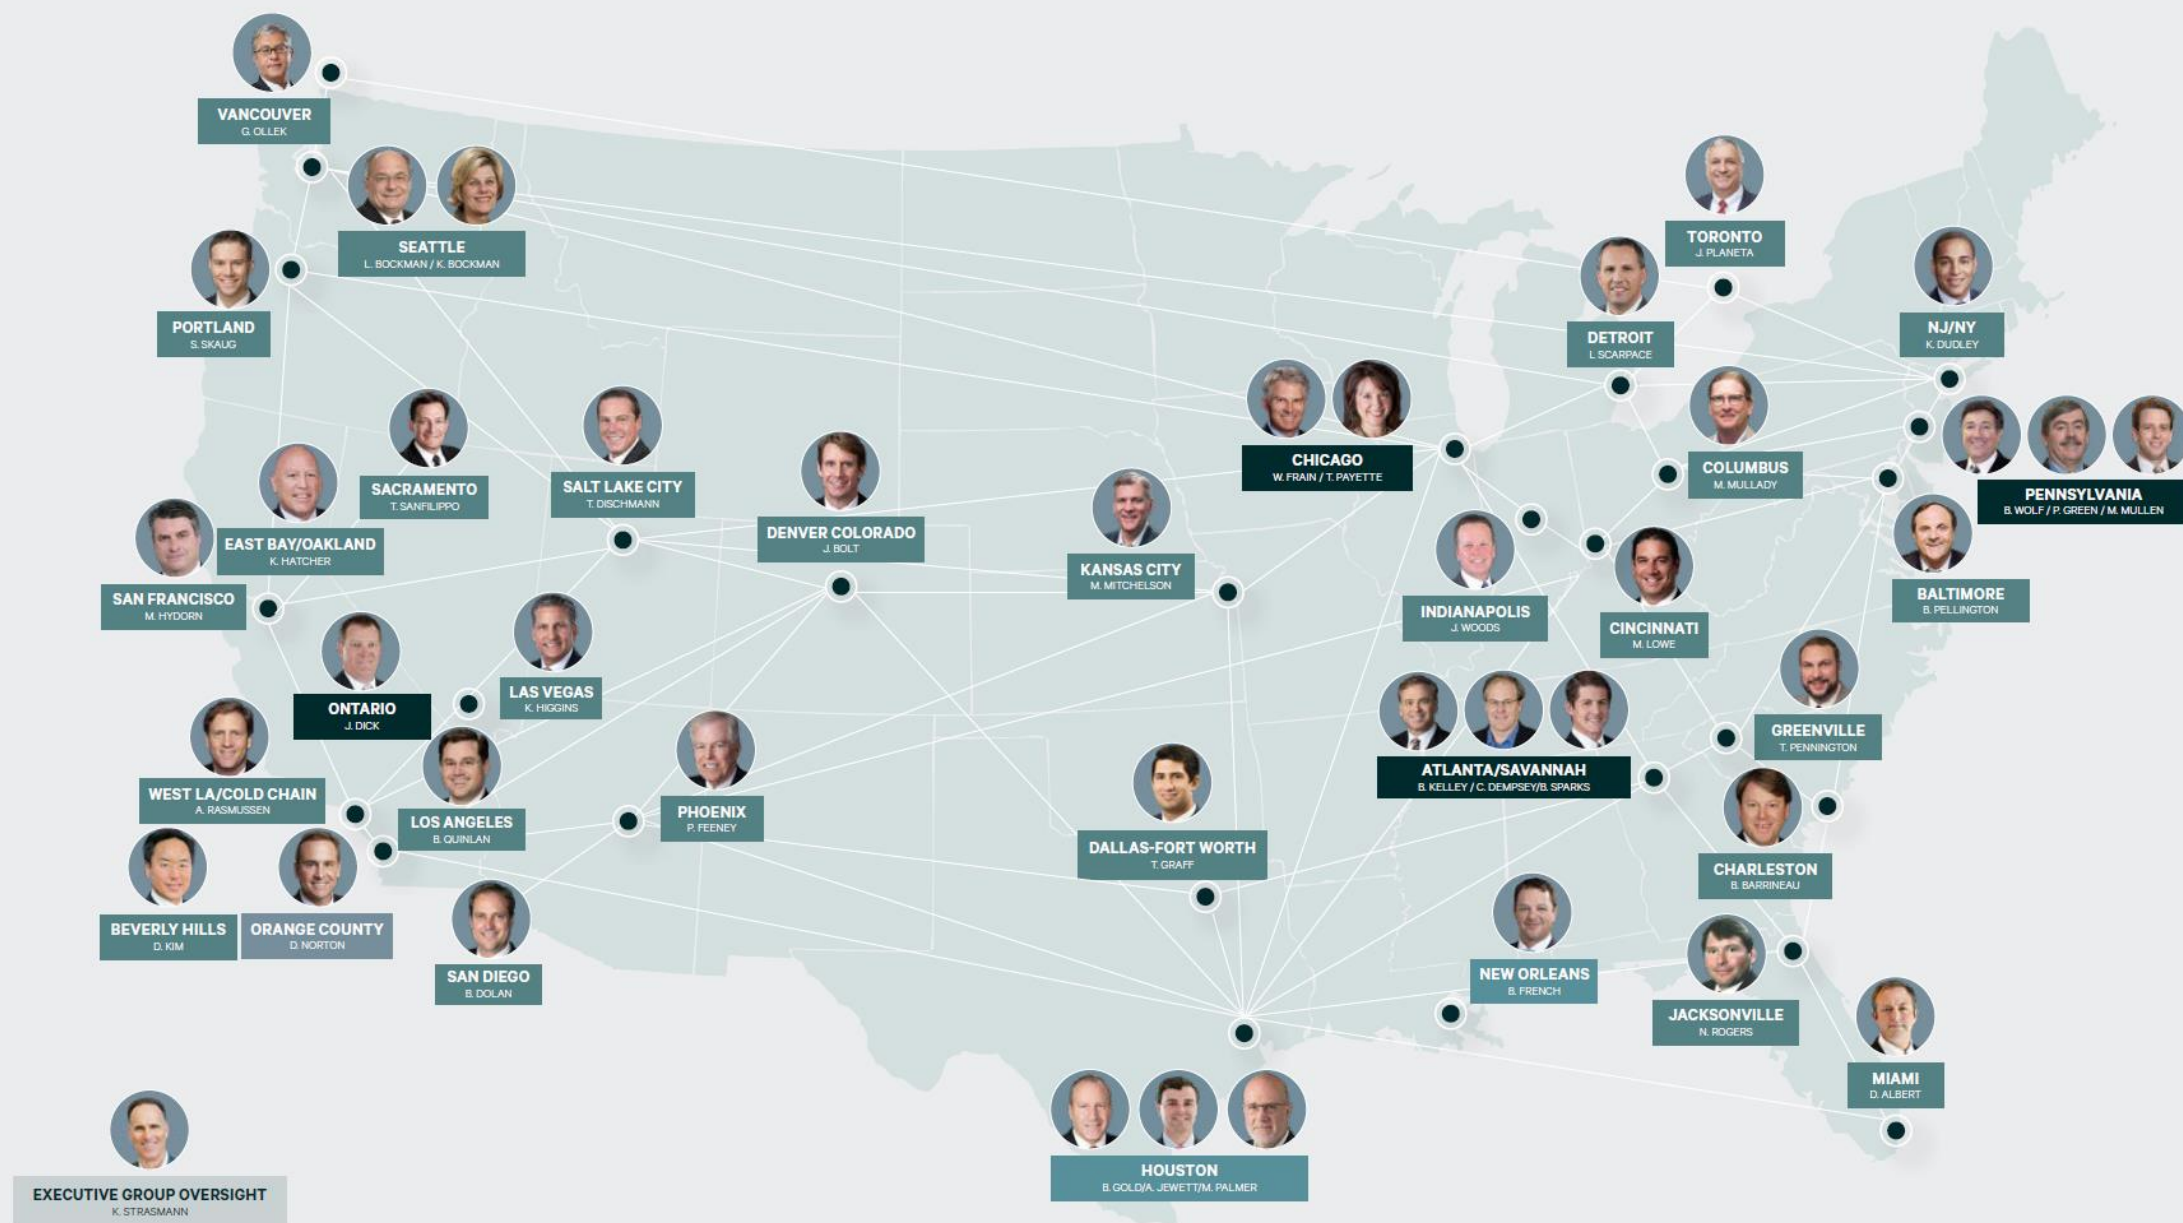 VANCOUVER
G. OLLEK
SEATTLE
L. BOCKMAN / K. BOCKMAN
TORONTO
J. PLANETA
PORTLAND
S. SKAUG
DETROIT
L SCARPACE
NJ/NY
K. DUDLEY
CHICAGO
W. FRAIN / T. PAYETTE
COLUMBUS
M. MULLADY
PENNSYLVANIA
B. WOLF / P. GREEN / M. MULLEN
SACRAMENTO
T. SANFILIPPO
SALT LAKE CITY
T. DISCHMANN
DENVER COLORADO
J. BOLT
EAST BAY/OAKLAND
K. HATCHER
KANSAS CITY
M. MITCHELSON
SAN FRANCISCO
M. HYDORN
INDIANAPOLIS
J. WOODS
CINCINNATI
M. LOWE
BALTIMORE
B. PELLINGTON
ONTARIO
J. DICK
LAS VEGAS
K. HIGGINS
GREENVILLE
T. PENNINGTON
ATLANTA/SAVANNAH
B. KELLEY / C. DEMPSEY/B. SPARKS
WEST LA/COLD CHAIN
A. RASMUSSEN
LOS ANGELES
B. QUINLAN
PHOENIX
P. FEENEY
DALLAS-FORT WORTH
T. GRAFF
CHARLESTON
B. BARRINEAU
BEVERLY HILLS
D. KIM
ORANGE COUNTY
D. NORTON
SAN DIEGO
B. DOLAN
NEW ORLEANS
B. FRENCH
JACKSONVILLE
N. ROGERS
MIAMI
D. ALBERT
HOUSTON
B. GOLD/A. JEWETT/M. PALMER
EXECUTIVE GROUP OVERSIGHT
K. STRASMANN